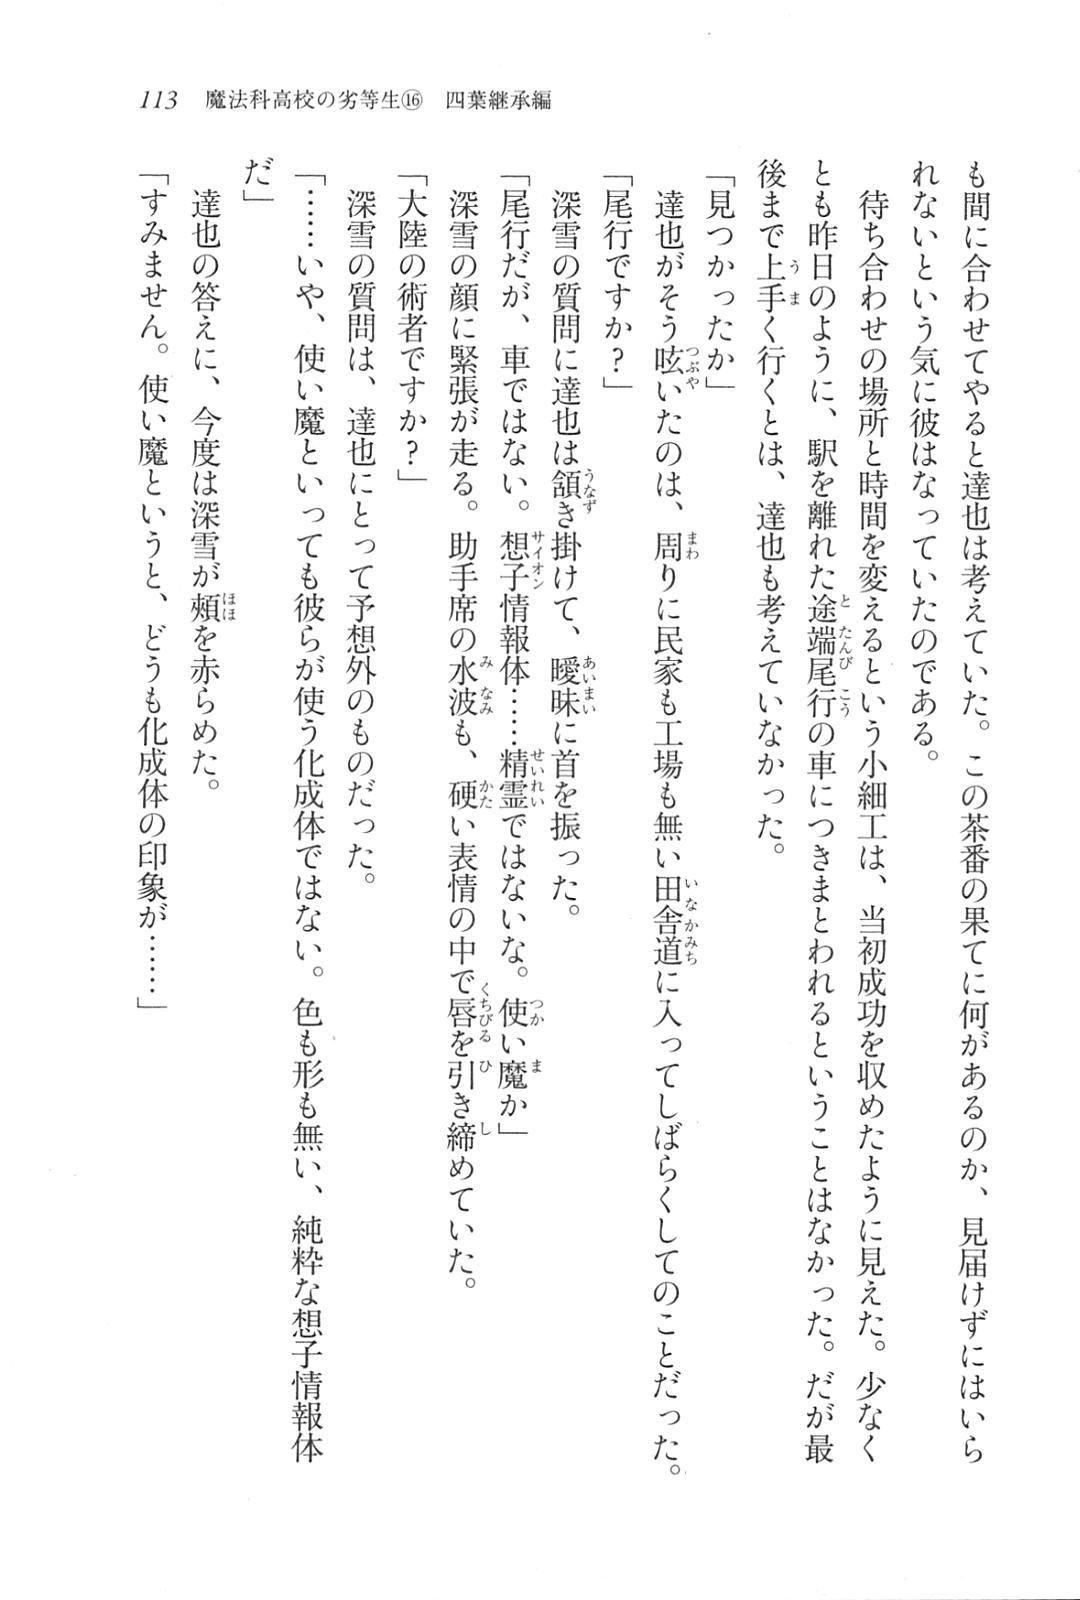 113　魔法科高校の劣等生⑯　四葉継承編
も間に合わせてやると達也は考えていた。この茶番の果てに何があるのか、見届けずにはいら
れないという気に彼はなっていたのである。
　待ち合わせの場所と時間を変えるという小細工は、当初成功を収めたように見えた。少なく
とも昨日のように、駅を離れた途端尾行の車につきまとわれるということはなかった。だが最
後まで上手く行くとは、達也も考えていなかった。
「見つかったか」
　達也がそう呟いたのは、周りに民家も工場も無い田舎道に入ってしばらくしてのことだった。
「尾行ですか？」
　深雪の質問に達也は頷き掛けて、曖昧に首を振った。
「尾行だが、車ではない。想子情報体……精霊ではないな。使い魔か」
　深雪の顔に緊張が走る。助手席の水波も、硬い表情の中で唇を引き締めていた。
「大陸の術者ですか？」
　深雪の質問は、達也にとって予想外のものだった。
「……いや、使い魔といっても彼らが使う化成体ではない。色も形も無い、純粋な想子情報体
だ」
　達也の答えに、今度は深雪が頬を赤らめた。
「すみません。使い魔というと、どうも化成体の印象が……」